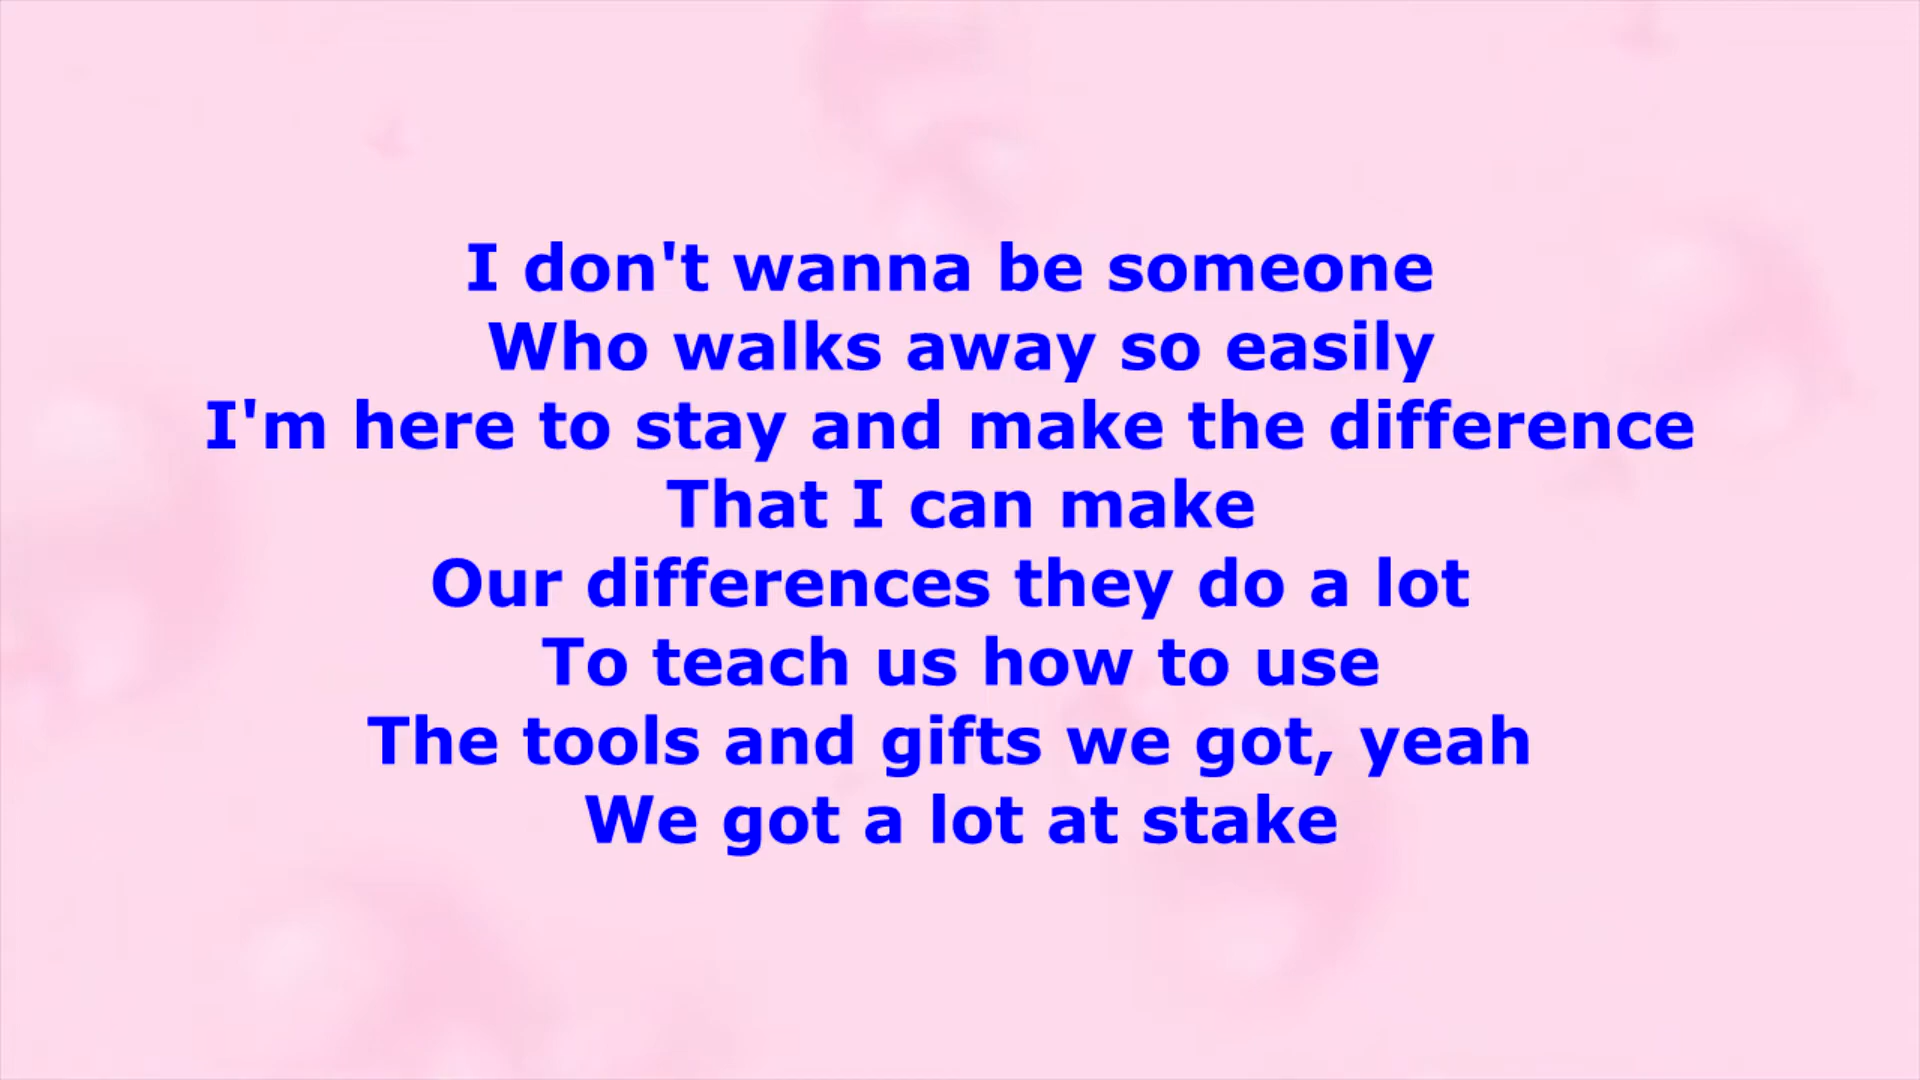 I don't wanna be someone
Who walks away so easily
I'm here to stay and make the difference
That I can make
Our differences they do a lot
To teach us how to use
The tools and gifts we got, yeah
We got a lot at stake